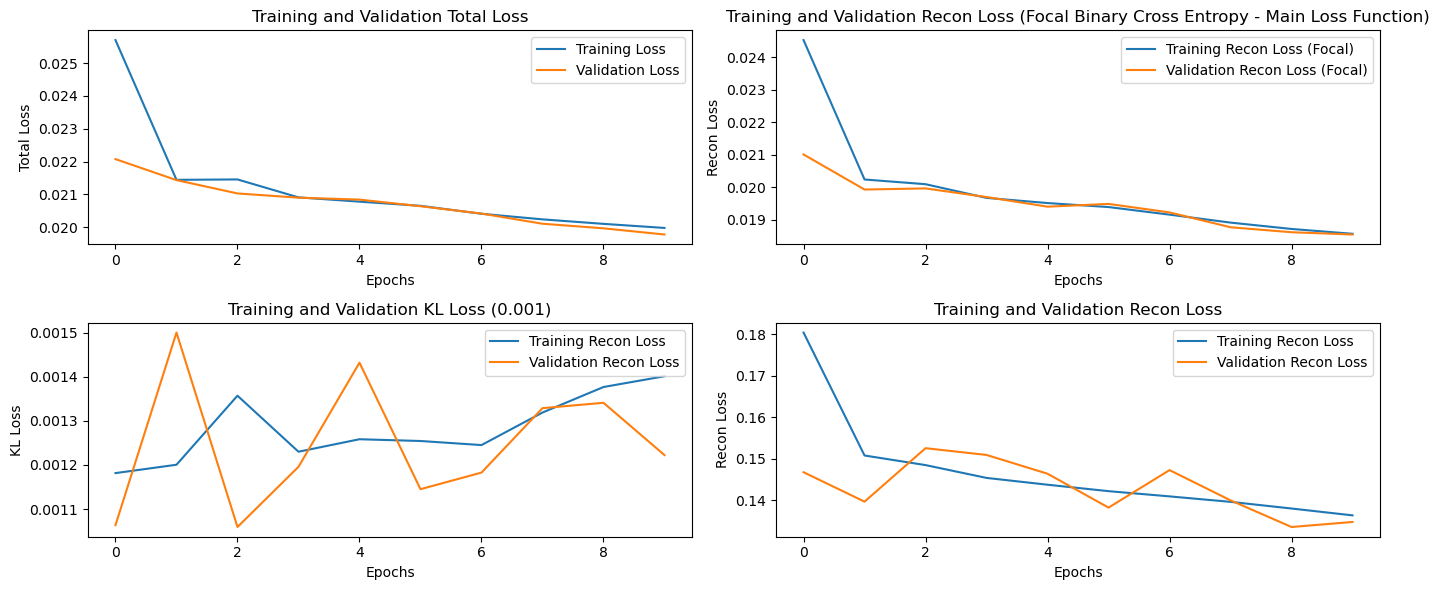 Training and Validation Total Loss
Training Loss
Validation Loss
0.025
0.024
0.023
0.022
0.021
0.020
Total Loss
0 2 4 6 8
Epochs
Training and Validation Recon Loss (Focal Binary Cross Entropy - Main Loss Function)
Training Recon Loss (Focal)
Validation Recon Loss (Focal)
0.024
0.023
0.022
0.021
0.020
0.019
Recon Loss
0 2 4 6 8
Epochs
Training and Validation KL Loss (0.001)
Training Recon Loss
Validation Recon Loss
0.0015
0.0014
0.0013
0.0012
0.0011
KL Loss
0 2 4 6 8
Epochs
Training and Validation Recon Loss
Training Recon Loss
Validation Recon Loss
0.18
0.17
0.16
0.15
0.14
Recon Loss
0 2 4 6 8
Epochs